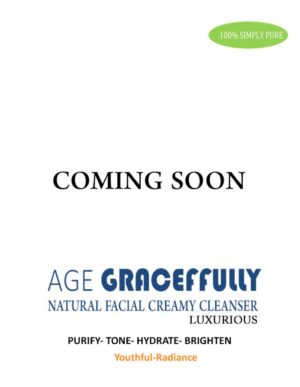 100% SIMPLY PURE
COMING SOON
AGE GRACEFFULLY
NATURAL FACIAL CREAMY CLEANSER
LUXURIOUS
PURIFY- TONE- HYDRATE- BRIGHTEN
Youthful-Radiance